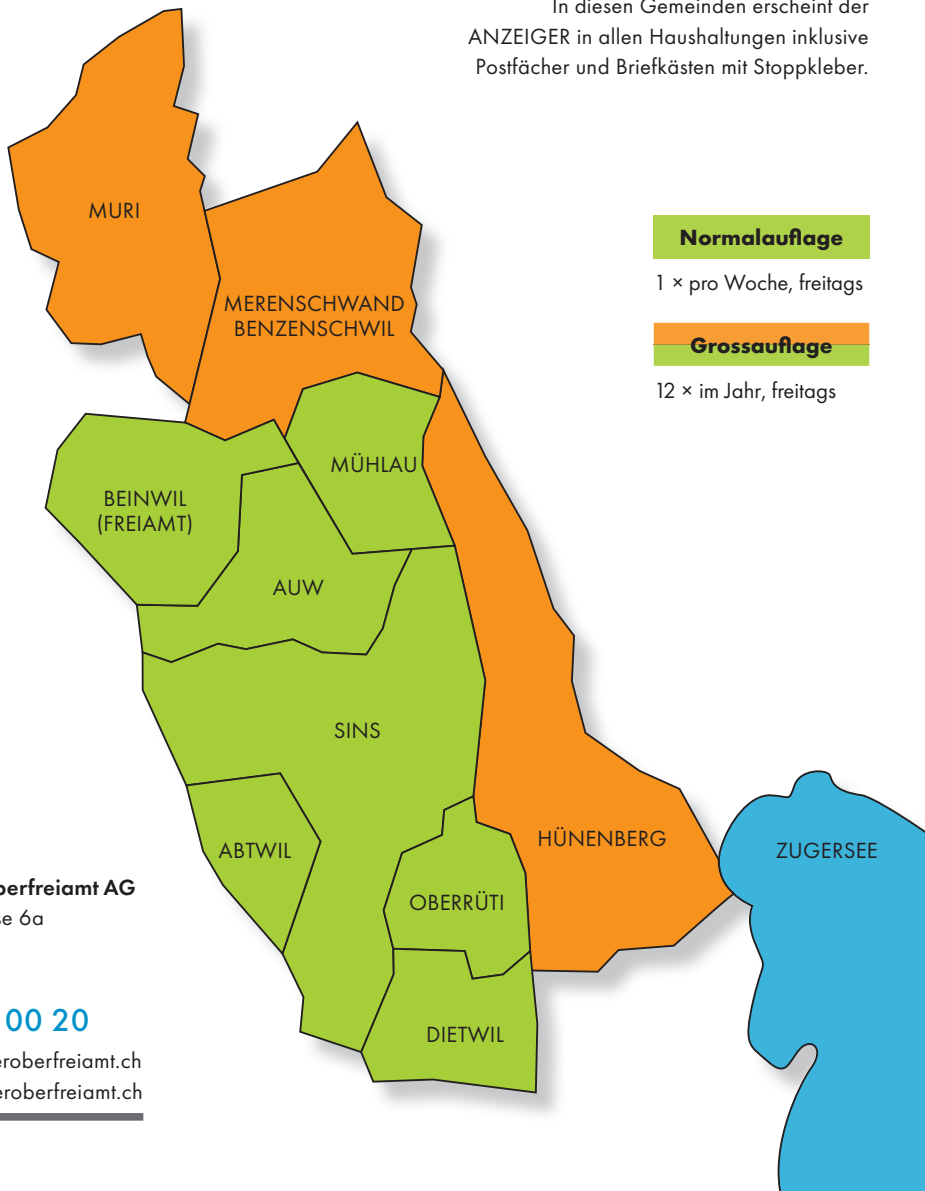 In diesen Gemeinden erscheint der
ANZEIGER in allen Haushaltungen inklusive
Postfächer und Briefkästen mit Stoppkleber.
MURI
Normalauflage
1 × pro Woche, freitags
MERENSCHWAND
BENZENSCHWIL
Grossauflage
12 × im Jahr, freitags
MÜHLAU
BEINWIL
(FREIAMT)
AUW
SINS
HÜNENBERG
ABTWIL
ZUGERSEE
OBERRÜTI
DIETWIL
berfreiamt AG
se 6a
00 20
eroberfreiamt.ch
eroberfreiamt.ch